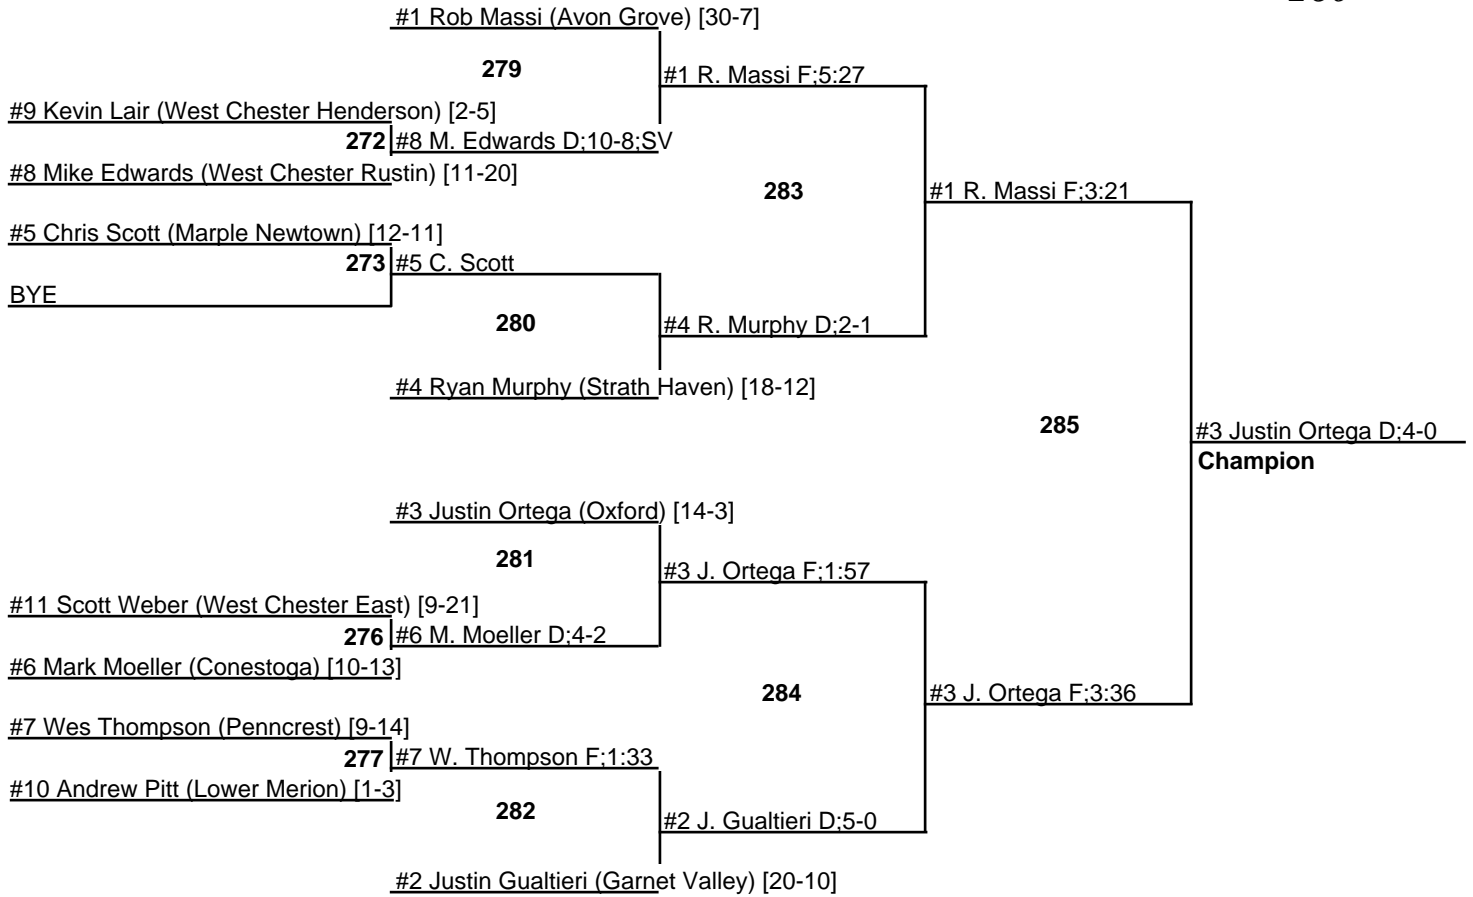 #1 Rob Massi (Avon Grove) [30-7]
279
#1 R. Massi F;5:27
#9 Kevin Lair (West Chester Henderson) [2-5]
272
#8 M. Edwards D;10-8;SV
#8 Mike Edwards (West Chester Rustin) [11-20]
283
#1 R. Massi F;3:21
#5 Chris Scott (Marple Newtown) [12-11]
273
#5 C. Scott
BYE
280
#4 R. Murphy D;2-1
#4 Ryan Murphy (Strath Haven) [18-12]
285
#3 Justin Ortega D;4-0
Champion
#3 Justin Ortega (Oxford) [14-3]
281
#3 J. Ortega F;1:57
#11 Scott Weber (West Chester East) [9-21]
276
#6 M. Moeller D;4-2
#6 Mark Moeller (Conestoga) [10-13]
284
#3 J. Ortega F;3:36
#7 Wes Thompson (Penncrest) [9-14]
277
#7 W. Thompson F;1:33
#10 Andrew Pitt (Lower Merion) [1-3]
282
#2 J. Gualtieri D;5-0
#2 Justin Gualtieri (Garnet Valley) [20-10]